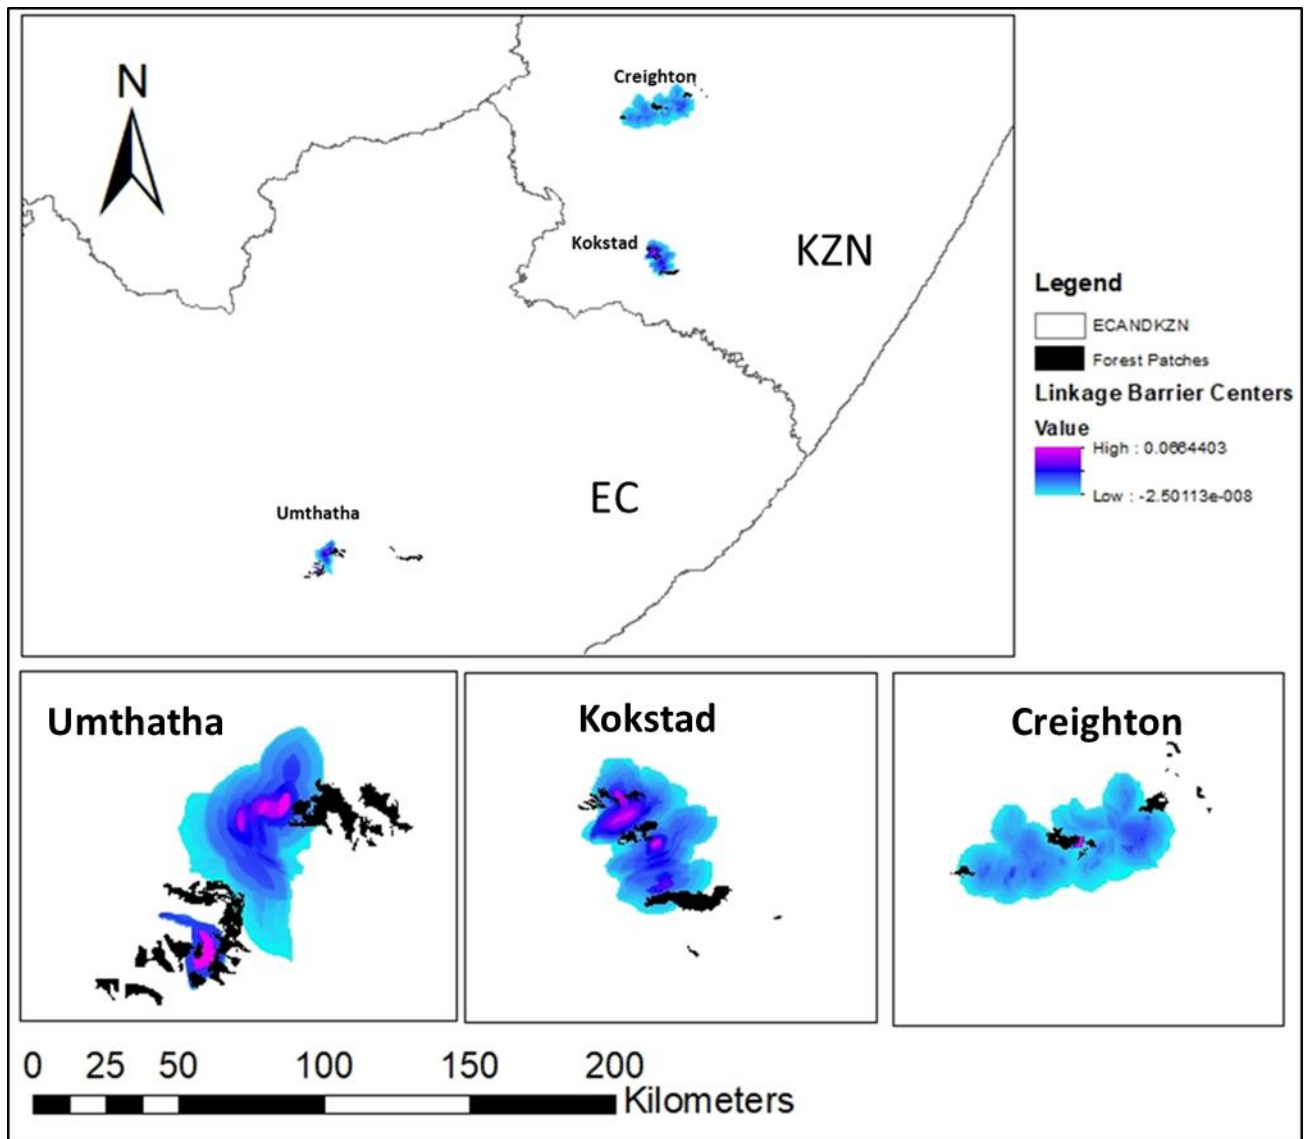 N
Creighton
Kokstad
KZN
Umthatha
EC
Legend
ECANDKZN
Forest Patches
Linkage Barrier Centers
Value
High : 0.0664403
Low : -2.50113e-008
Umthatha
Kokstad
Creighton
0 25 50 100 150 200
Kilometers